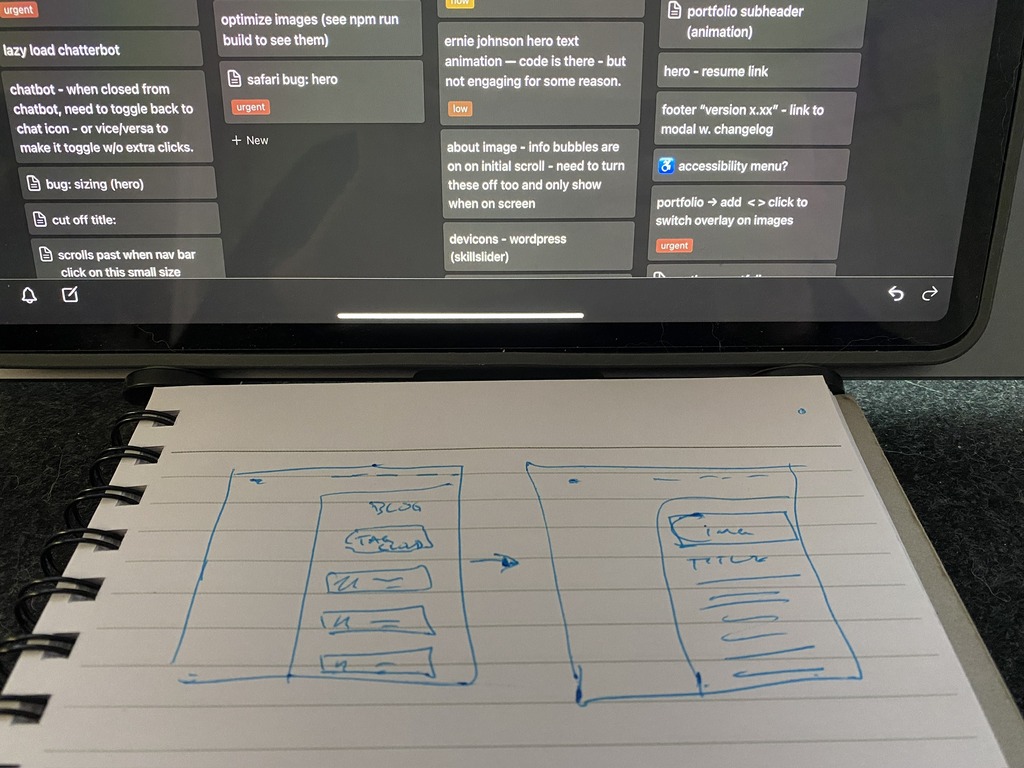 urgent
lazy load chatterbot
chatbot - when closed from
chatbot, need to toggle back to
chat icon - or vice/versa to
make it toggle w/o extra clicks.
bug: sizing (hero)
cut off title:
scrolls past when nav bar
click on this small size
optimize images (see npm run
build to see them)
safari bug: hero
urgent
+ New
ernie johnson hero text
animation — code is there - but
not engaging for some reason.
low
about image - info bubbles are
on on initial scroll - need to turn
these off too and only show
when on screen
devicons - wordpress
(skillslider)
portfolio subheader
(animation)
hero - resume link
footer “version x.xx” - link to
modal w. changelog
accessibility menu?
portfolio → add < > click to
switch overlay on images
urgent
BLOG
TAG
CLOUD
img
TITLE